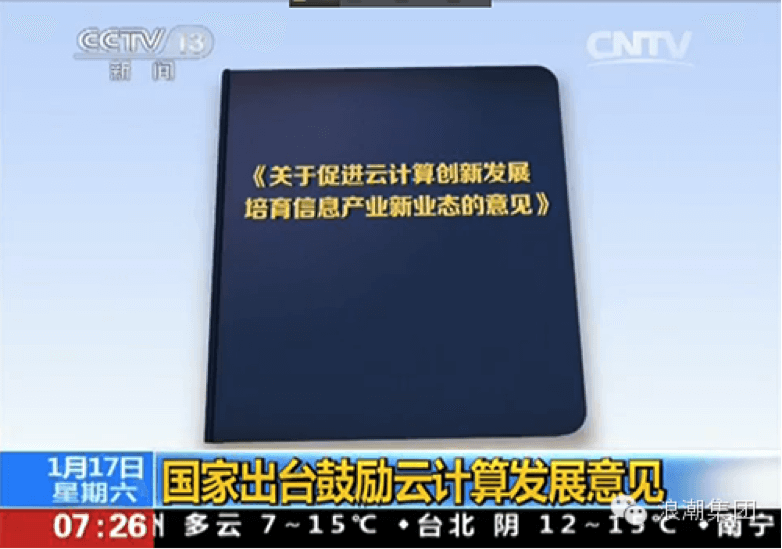 CCTV 13
新闻
CNTV
《关于促进云计算创新发展
培育信息产业新业态的意见》
1月17日
星期六
国家出台鼓励云计算发展意见
浪潮集团
07:26
多云 7~15℃ ·台北 阴 12~15℃ ·南宁